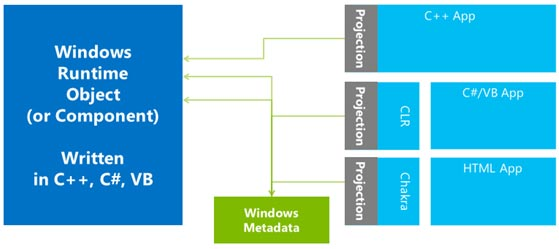 Windows
Runtime
Object
(or Component)
Written
in C++, C#, VB
Projection
C++ App
Projection
CLR
C#/VB App
Projection
Chakra
HTML App
Windows
Metadata